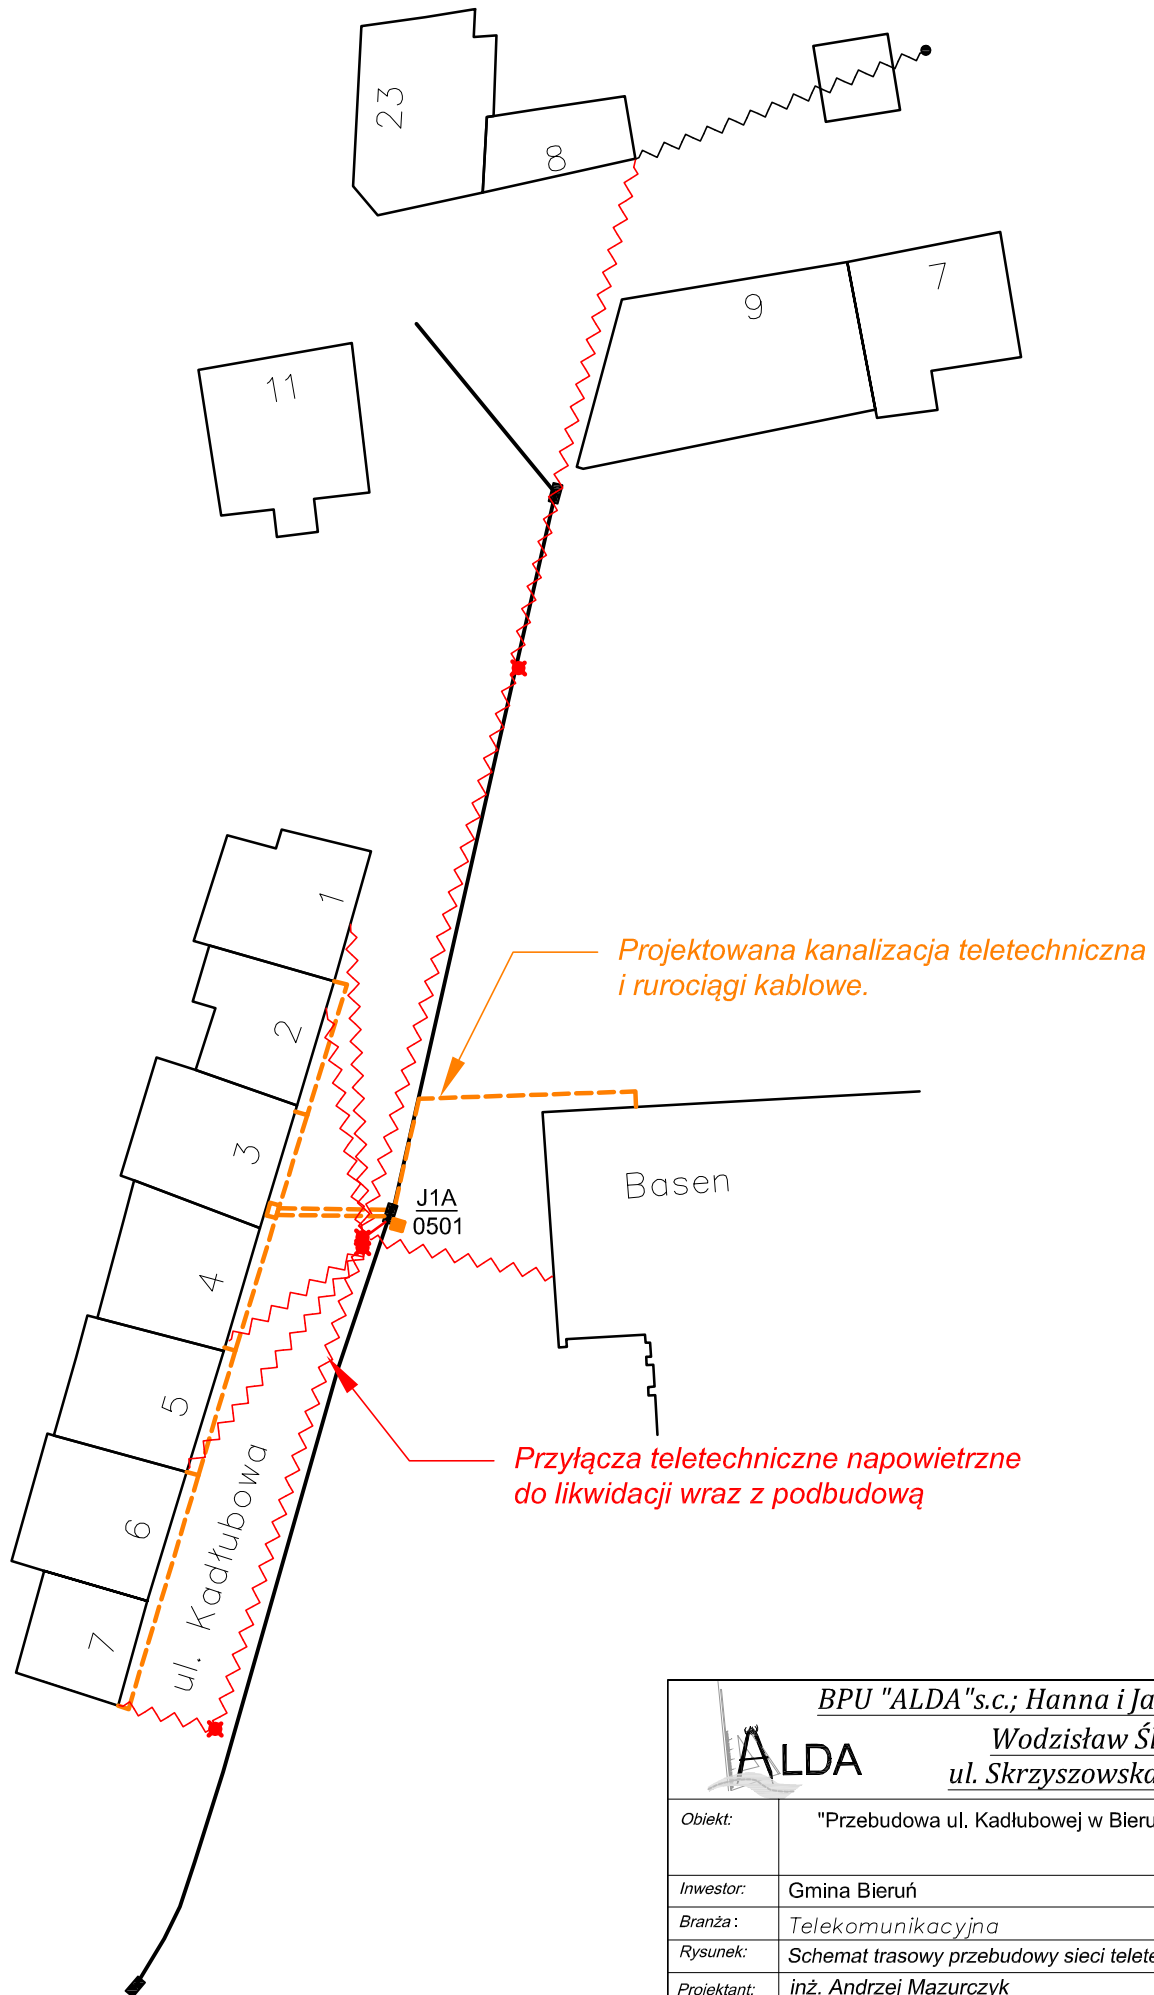 23
8
7
9
11
1
Projektowana kanalizacja teletechniczna
i rurociągi kablowe.
2
3
Basen
J1A
0501
4
5
Przyłącza teletechniczne napowietrzne
do likwidacji wraz z podbudową
6
ul. Kadłubowa
7
BPU "ALDA"s.c.; Hanna i Ja
Wodzisław Śl
ul. Skrzyszowska
ALDA
Obiekt: "Przebudowa ul. Kadłubowej w Bieru
Inwestor: Gmina Bieruń
Branża: Telekomunikacyjna
Rysunek: Schemat trasowy przebudowy sieci telete
Projektant: inż. Andrzej Mazurczyk